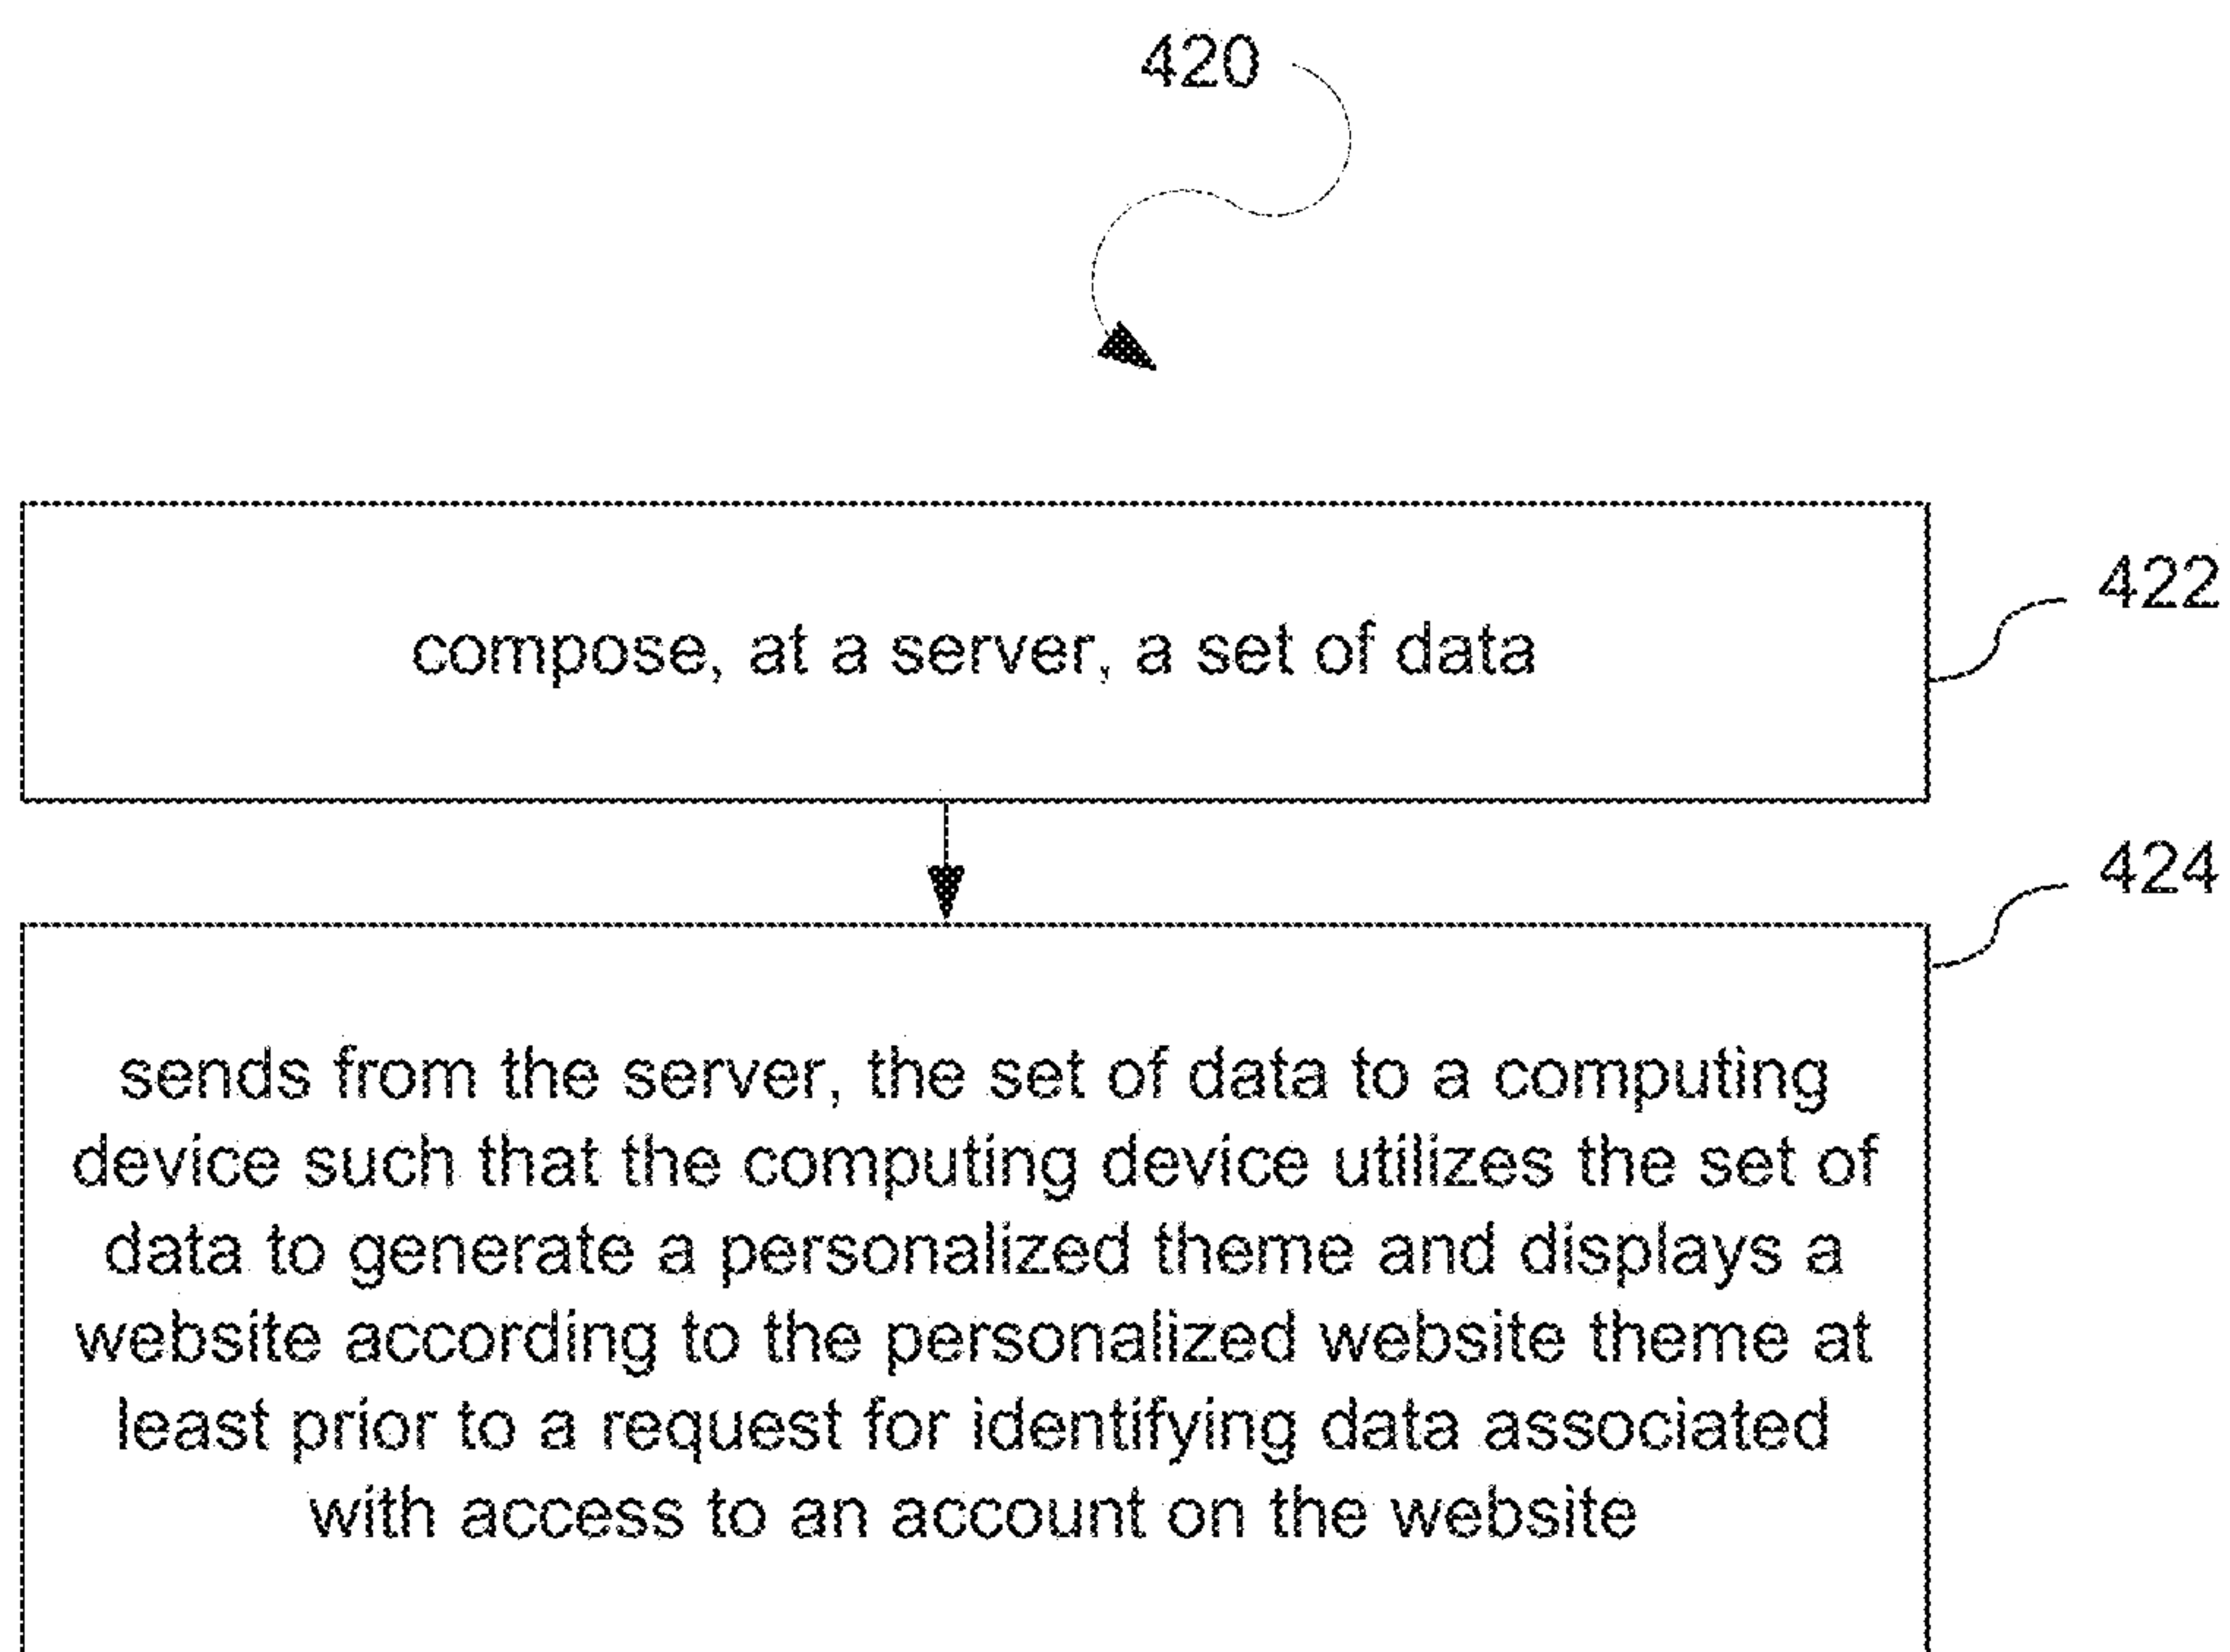 420
compose, at a server, a set of data
422
424
sends from the server, the set of data to a computing
device such that the computing device utilizes the set of
data to generate a personalized theme and displays a
website according to the personalized website theme at
least prior to a request for identifying data associated
with access to an account on the website